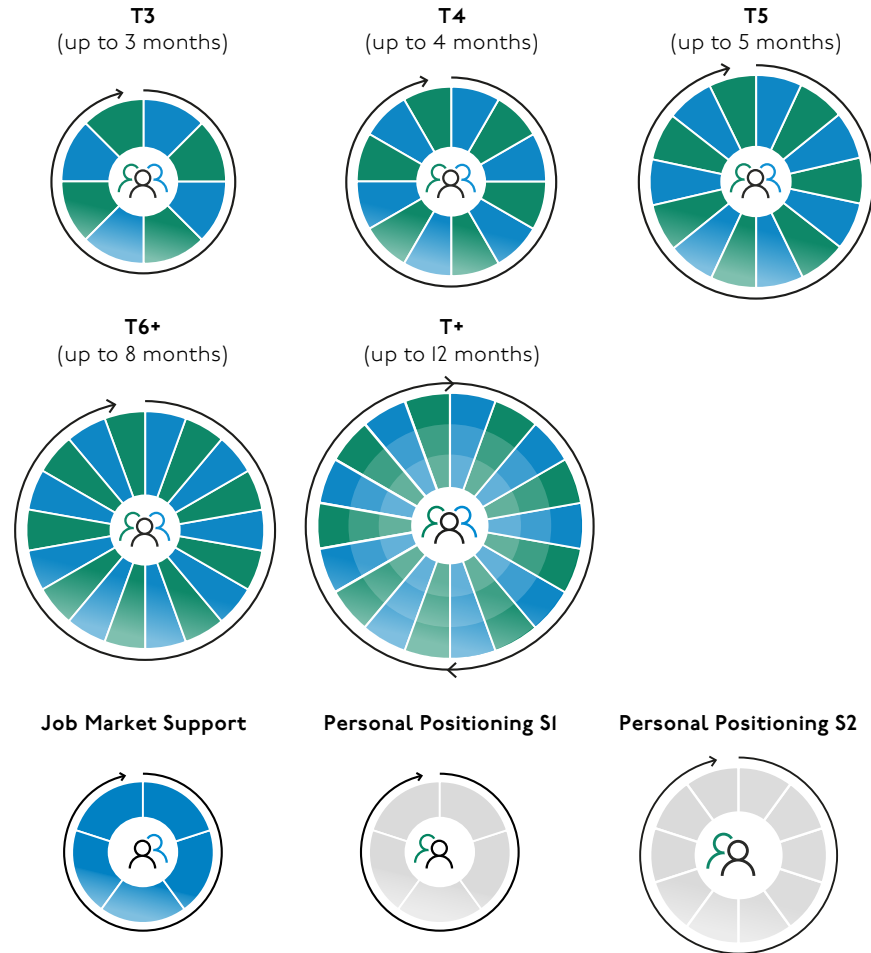 T3
(up to 3 months)
T4
(up to 4 months)
T5
(up to 5 months)
T6+
(up to 8 months)
T+
(up to 12 months)
Job Market Support
Personal Positioning S1
Personal Positioning S2